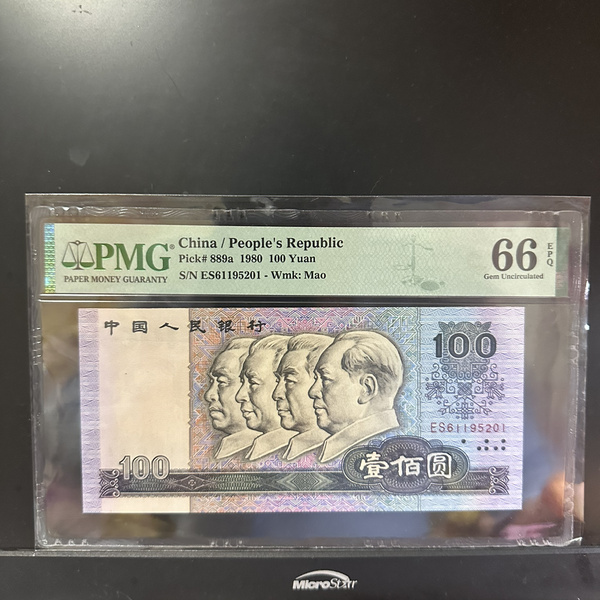 PMG®
PAPER MONEY GUARANTY
China / People's Republic
Pick# 889a 1980 100 Yuan
S/N ES61195201 - Wmk: Mao
66 EPQ
Gem Uncirculated
中国人民银行
100
ES61195201
100
壹佰圆
MicroStarr